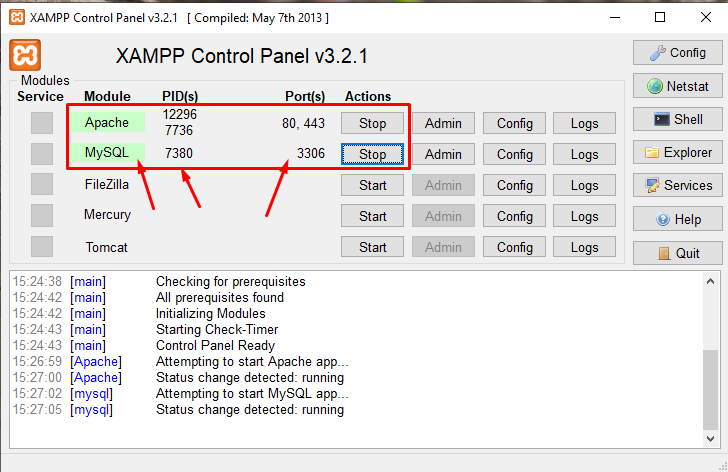 XAMPP Control Panel v3.2.1 [ Compiled: May 7th 2013 ]
XAMPP Control Panel v3.2.1
Config
Modules
Service Module PID(s) Port(s) Actions
Netstat
Apache 12296 7736 80, 443 Stop Admin Config Logs
Shell
MySQL 7380 3306 Stop Admin Config Logs
Explorer
FileZilla Start Admin Config Logs
Services
Mercury Start Admin Config Logs
Help
Tomcat Start Admin Config Logs
Quit
15:24:38 [main] Checking for prerequisites
15:24:42 [main] All prerequisites found
15:24:42 [main] Initializing Modules
15:24:43 [main] Starting Check-Timer
15:24:43 [main] Control Panel Ready
15:26:59 [Apache] Attempting to start Apache app...
15:27:00 [Apache] Status change detected: running
15:27:02 [mysql] Attempting to start MySQL app...
15:27:05 [mysql] Status change detected: running